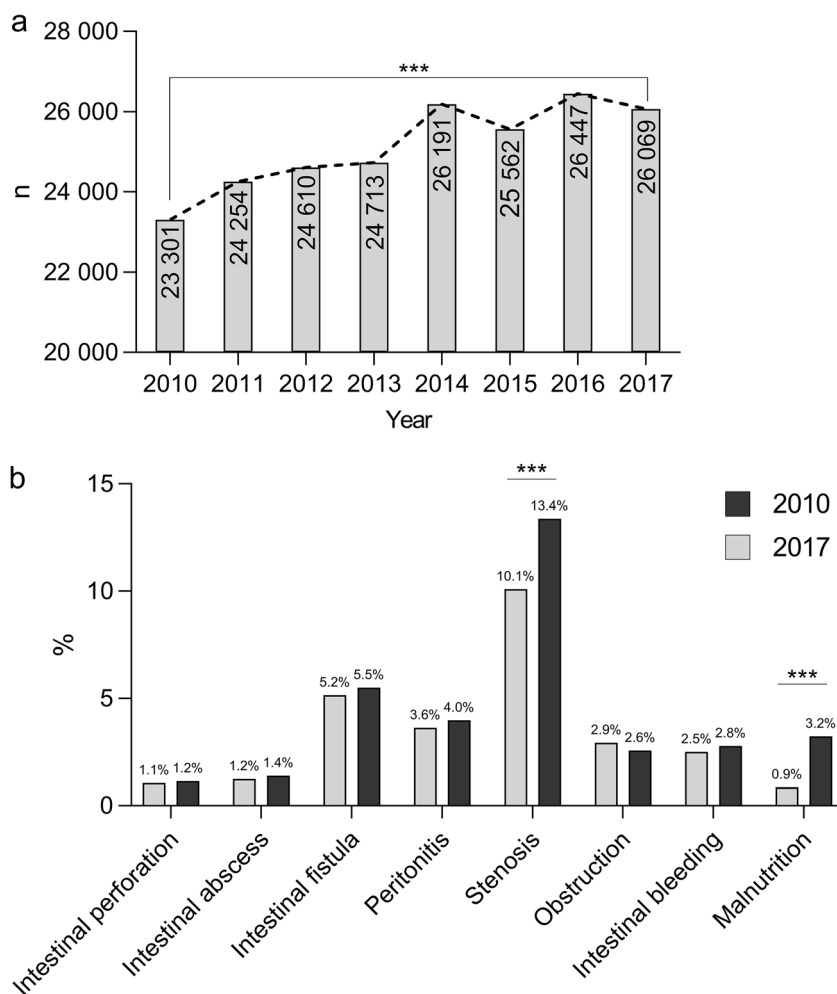 a
28 000
26 000
24 000
22 000
20 000
n
***
23 301
24 254
24 610
24 713
26 191
25 562
26 447
26 069
2010 2011 2012 2013 2014 2015 2016 2017
Year
b
15
10
5
0
%
2010
2017
1.1% 1.2%
1.2% 1.4%
5.2% 5.5%
3.6% 4.0%
***
10.1% 13.4%
2.9% 2.6%
2.5% 2.8%
***
0.9% 3.2%
Intestinal perforation
Intestinal abscess
Intestinal fistula
Peritonitis
Stenosis
Obstruction
Intestinal bleeding
Malnutrition